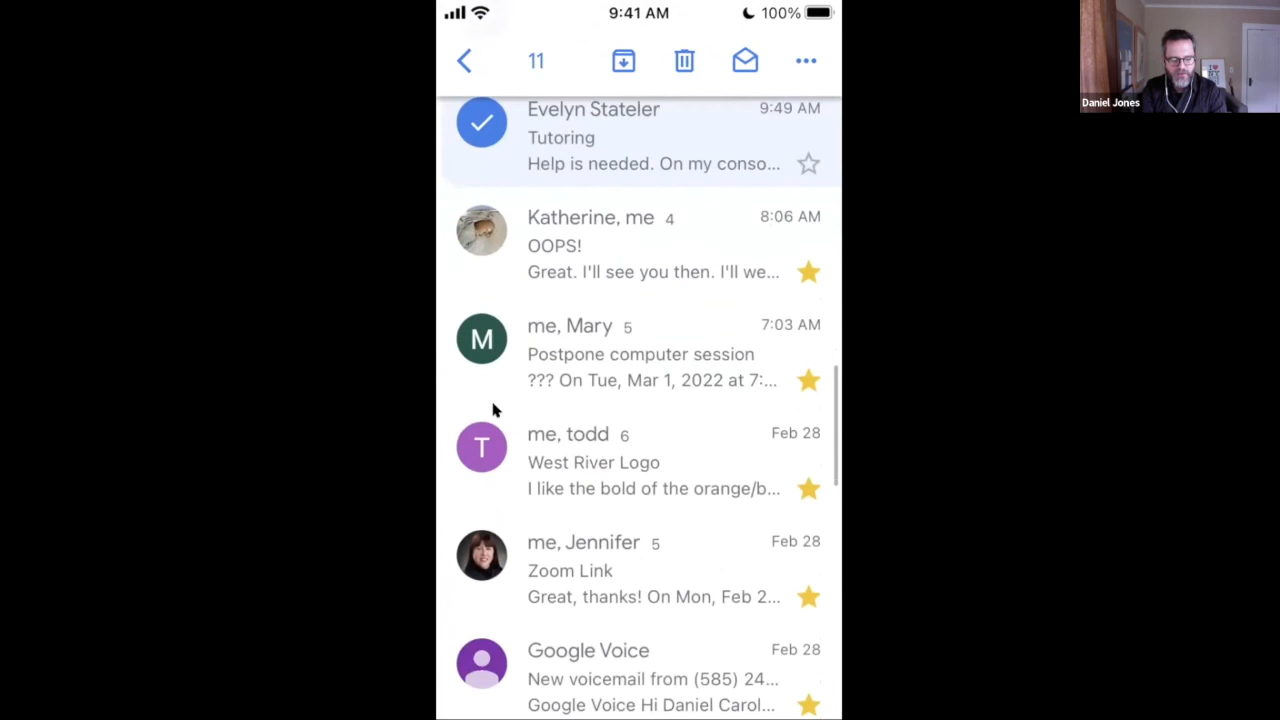 9:41 AM
100%
11
Evelyn Stateler
9:49 AM
Tutoring
Help is needed. On my conso...
Katherine, me 4
8:06 AM
OOPS!
Great. I'll see you then. I'll we...
M
me, Mary 5
7:03 AM
Postpone computer session
??? On Tue, Mar 1, 2022 at 7:...
T
me, todd 6
Feb 28
West River Logo
I like the bold of the orange/b...
me, Jennifer 5
Feb 28
Zoom Link
Great, thanks! On Mon, Feb 2...
Google Voice
Feb 28
New voicemail from (585) 24...
Google Voice Hi Daniel Carol...
Daniel Jones